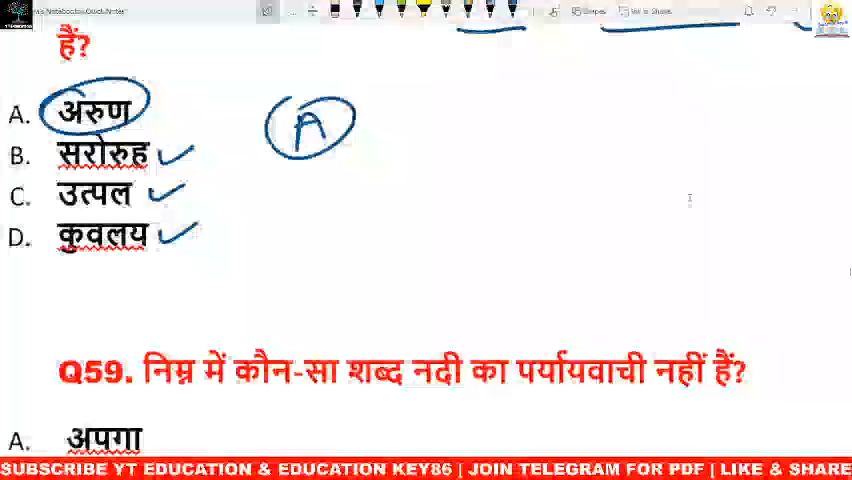 हैं?
A. अरुण
A
B. सरोरुह
C. उत्पल
D. कुवलय
Q59. निम्न में कौन-सा शब्द नदी का पर्यायवाची नहीं हैं?
A. अपगा
SUBSCRIBE YT EDUCATION & EDUCATION KEY86 | JOIN TELEGRAM FOR PDF | LIKE & SHARE